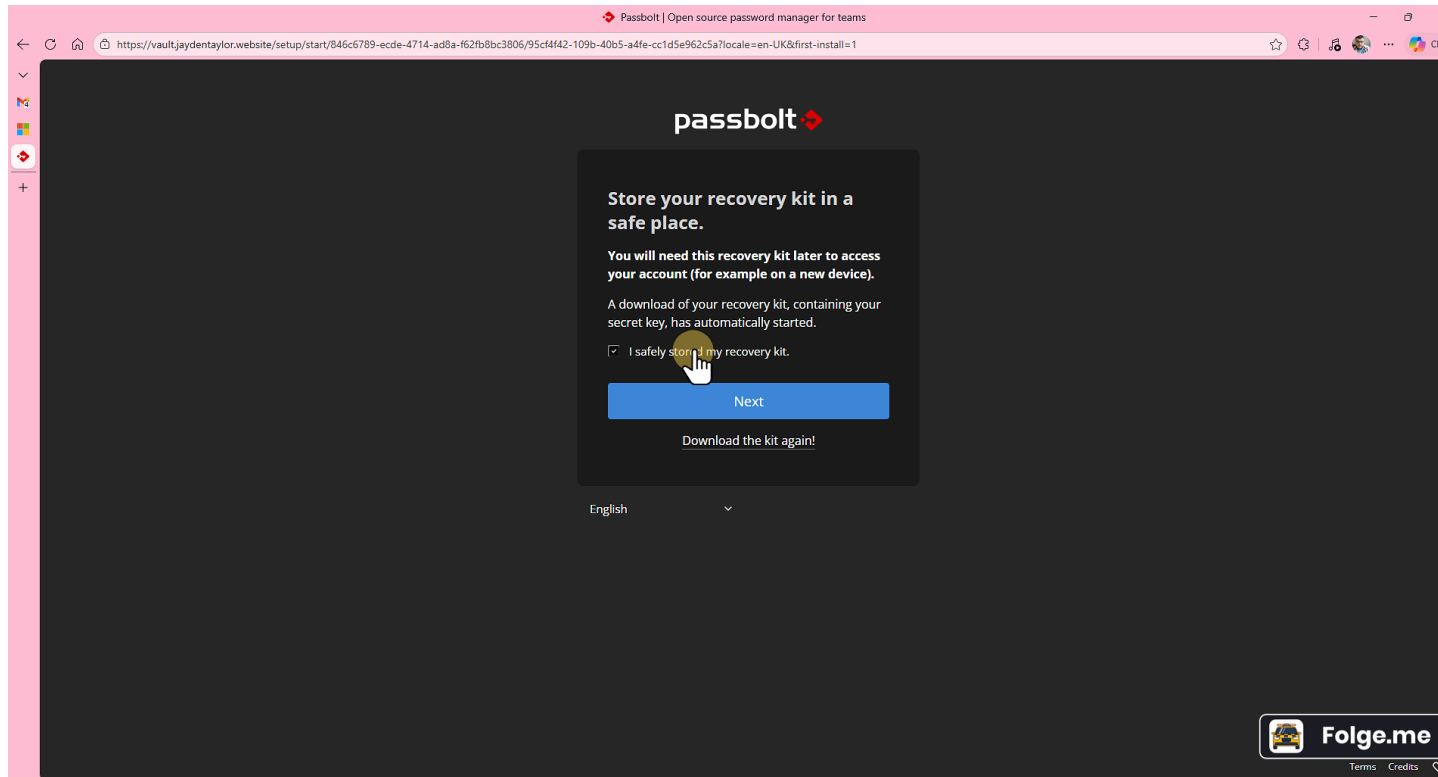 Passbolt | Open source password manager for teams
https://vault.jaydentaylor.website/setup/start/846c6789-ecde-4714-ad8a-f62fb8bc3806/95cf4f42-109b-40b5-a4fe-cc1d5e962c5a?locale=en-UK&first-install=1
passbolt
Store your recovery kit in a
safe place.
You will need this recovery kit later to access
your account (for example on a new device).
A download of your recovery kit, containing your
secret key, has automatically started.
I safely stored my recovery kit.
Next
Download the kit again!
English
Folge.me
Terms Credits